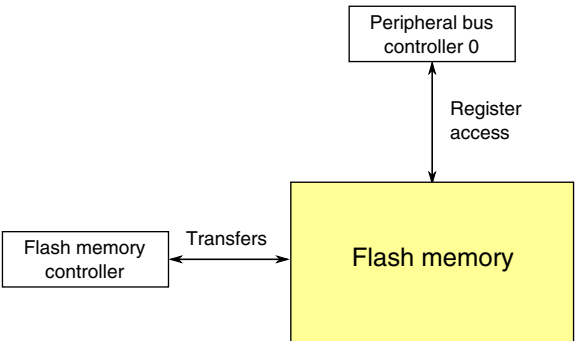 Peripheral bus
controller 0
Register
access
Transfers
Flash memory
controller
Flash memory